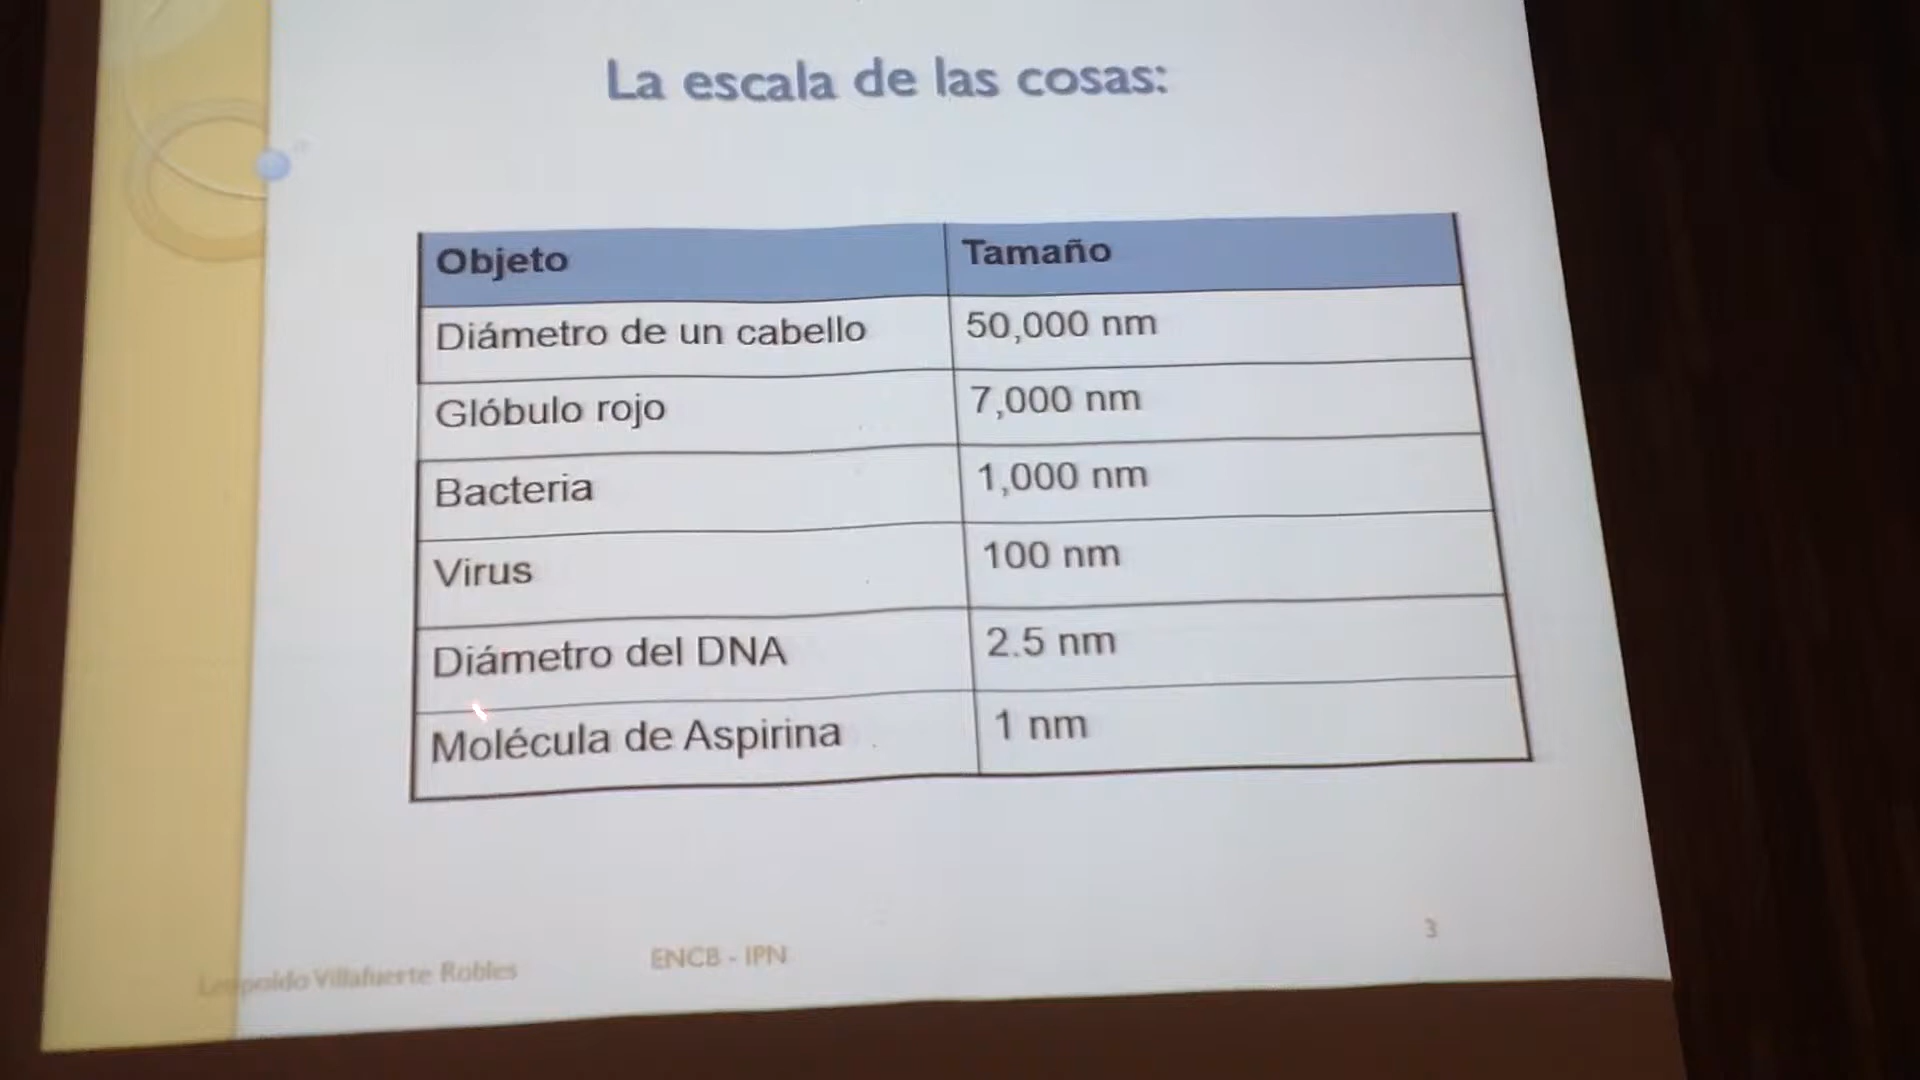 La escala de las cosas:
Objeto Tamaño
Diámetro de un cabello 50,000 nm
Glóbulo rojo 7,000 nm
Bacteria 1,000 nm
Virus 100 nm
Diámetro del DNA 2.5 nm
Molécula de Aspirina 1 nm
Leopoldo Villafuerte Robles ENCB - IPN 3